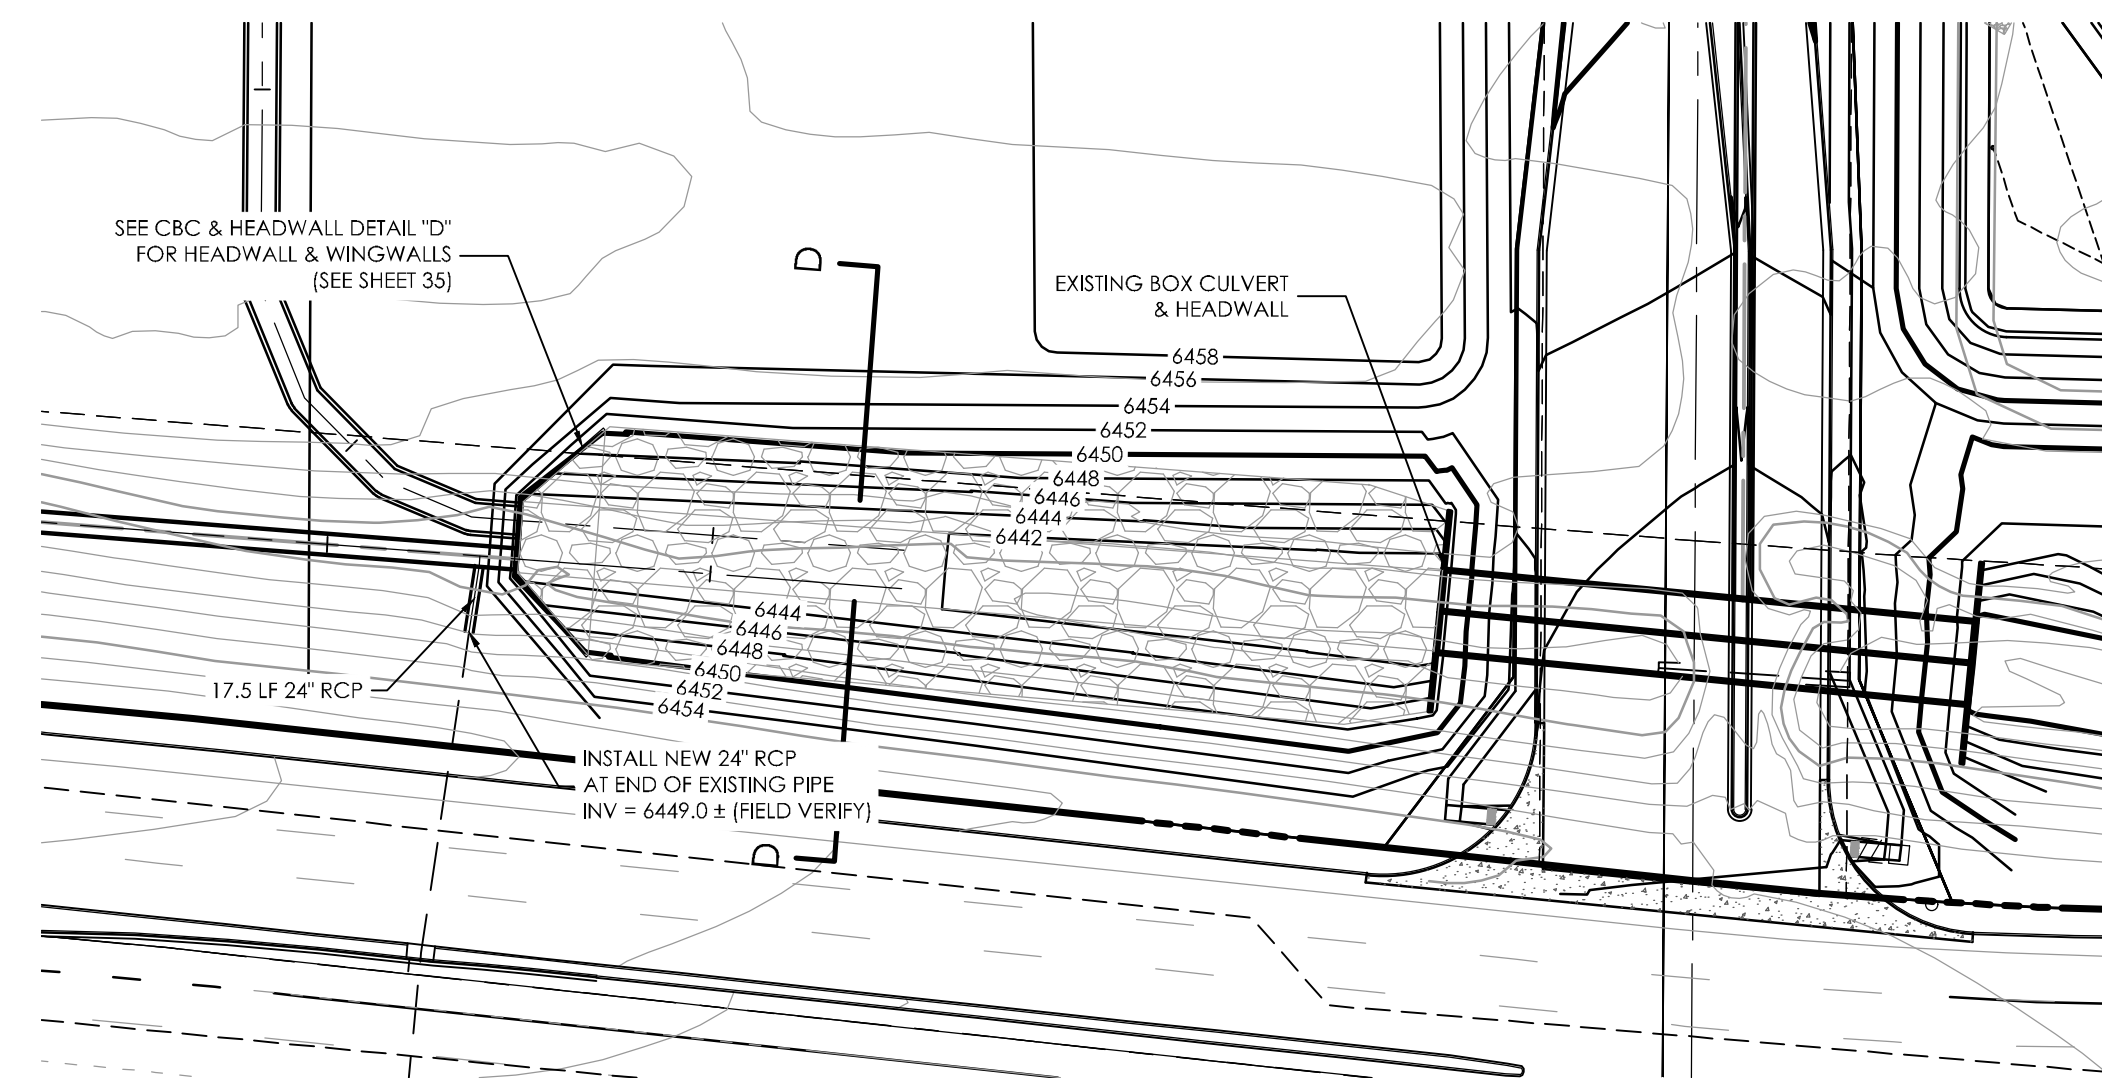 SEE CBC & HEADWALL DETAIL "D"
FOR HEADWALL & WINGWALLS
(SEE SHEET 35)
D
EXISTING BOX CULVERT
& HEADWALL
6458
6456
6454
6452
6450
6448
6446
6444
6442
6444
6446
6448
6450
6452
6454
17.5 LF 24" RCP
INSTALL NEW 24" RCP
AT END OF EXISTING PIPE
INV = 6449.0 ± (FIELD VERIFY)
D